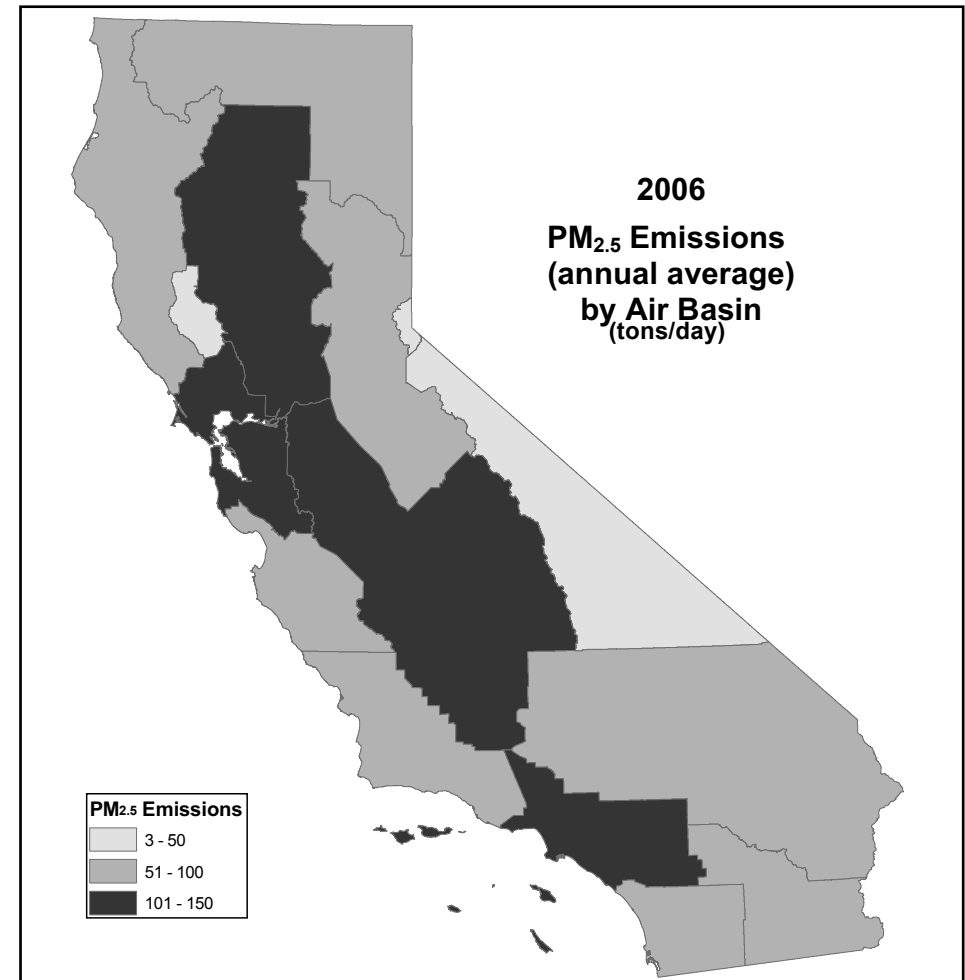 2006
PM2.5 Emissions
(annual average)
by Air Basin
(tons/day)
PM2.5 Emissions
3 - 50
51 - 100
101 - 150